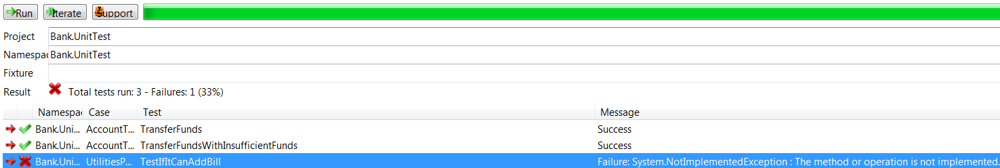 Run Iterate Support
Project Bank.UnitTest
Namespac Bank.UnitTest
Fixture
Result Total tests run: 3 - Failures: 1 (33%)
Namespac Case Test Message
Bank.Uni... AccountT... TransferFunds Success
Bank.Uni... AccountT... TransferFundsWithInsufficientFunds Success
Bank.Uni... UtilitiesP... TestIfItCanAddBill Failure: System.NotImplementedException : The method or operation is not implemented.